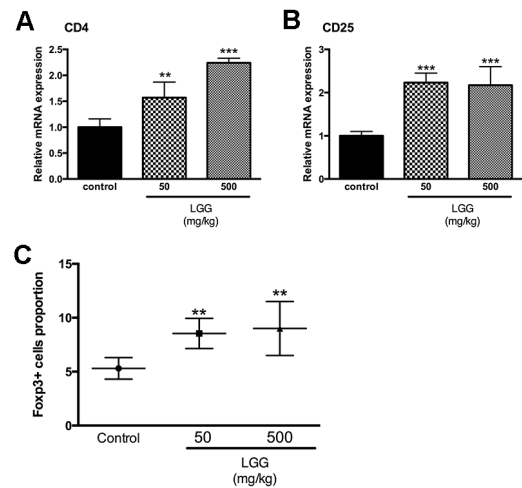 A
CD4
Relative mRNA expression
2.5
2.0
1.5
1.0
0.5
0.0
**
***
control
50
500
LGG
(mg/kg)
B
CD25
Relative mRNA expression
3
2
1
0
***
***
control
50
500
LGG
(mg/kg)
C
Foxp3+ cells proportion
15
10
5
0
**
**
Control
50
500
LGG
(mg/kg)